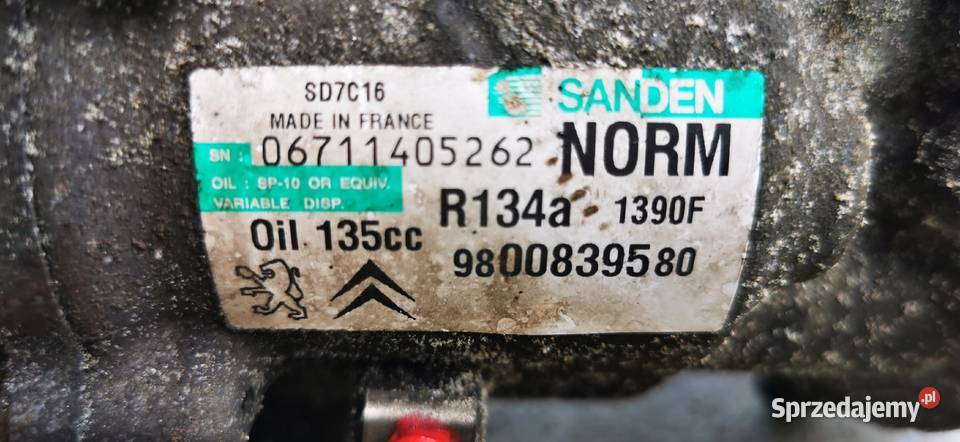 SD7C16
SANDEN
MADE IN FRANCE
SN : 06711405262
NORM
OIL : SP-10 OR EQUIV.
VARIABLE DISP.
R134a 1390F
Oil 135cc
9800839580
Sprzedajemy.pl